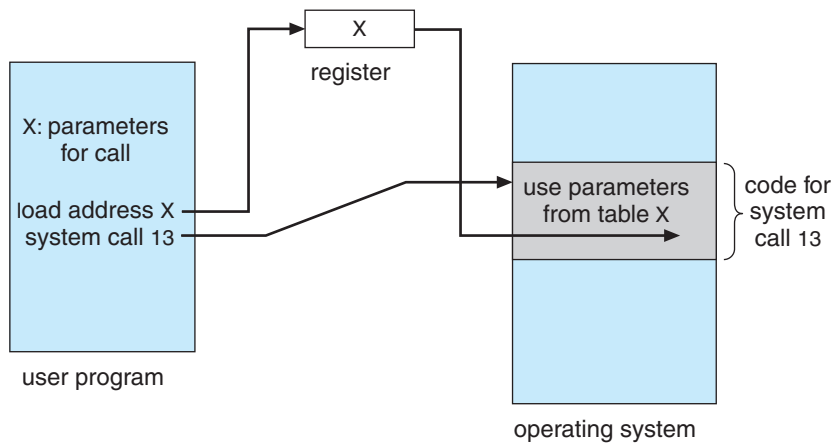 X
register
X: parameters
for call
load address X
system call 13
user program
use parameters
from table X
code for
system
call 13
operating system